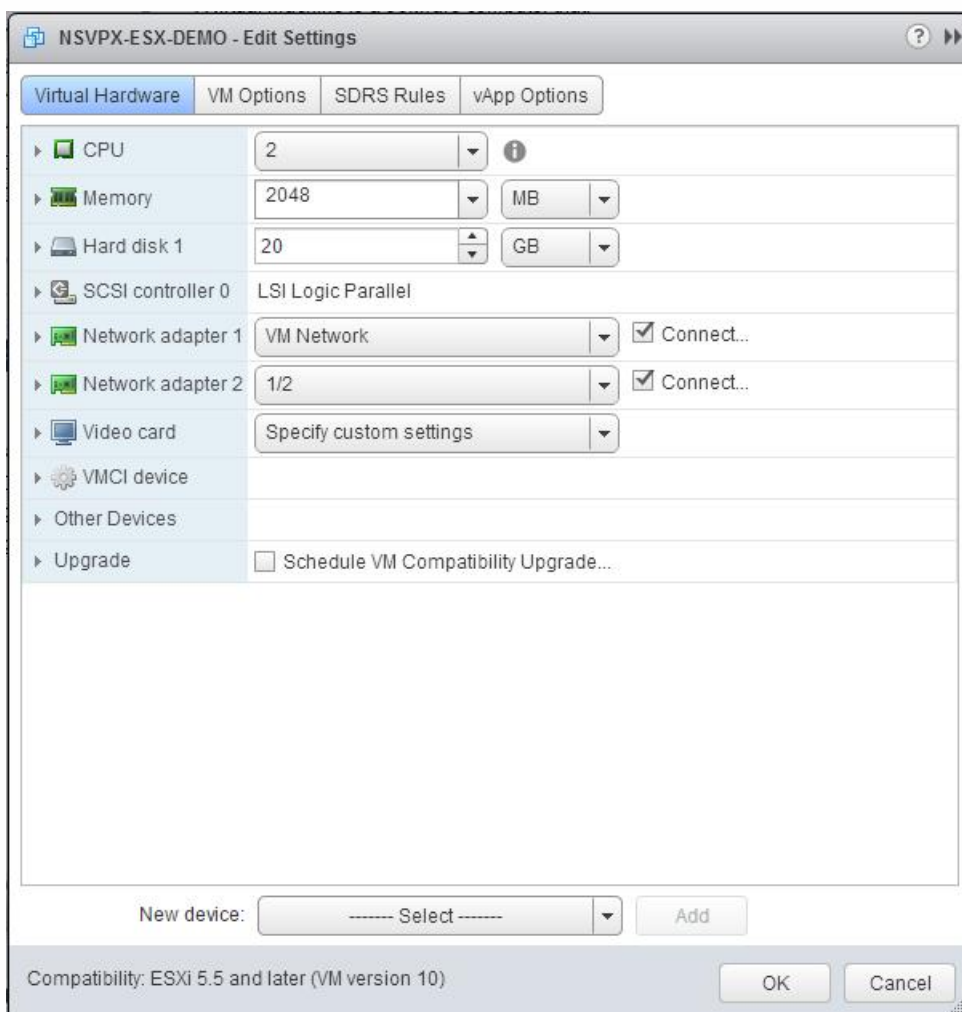 NSVPX-ESX-DEMO - Edit Settings
Virtual Hardware VM Options SDRS Rules vApp Options
CPU 2
Memory 2048 MB
Hard disk 1 20 GB
SCSI controller 0 LSI Logic Parallel
Network adapter 1 VM Network Connect...
Network adapter 2 1/2 Connect...
Video card Specify custom settings
VMCI device
Other Devices
Upgrade Schedule VM Compatibility Upgrade...
New device: ------- Select ------- Add
Compatibility: ESXi 5.5 and later (VM version 10) OK Cancel